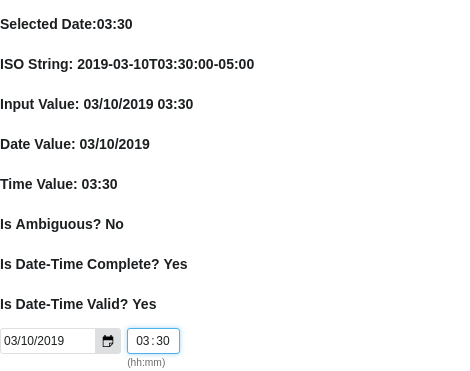 Selected Date:03:30
ISO String: 2019-03-10T03:30:00-05:00
Input Value: 03/10/2019 03:30
Date Value: 03/10/2019
Time Value: 03:30
Is Ambiguous? No
Is Date-Time Complete? Yes
Is Date-Time Valid? Yes
03/10/2019 03:30
(hh:mm)